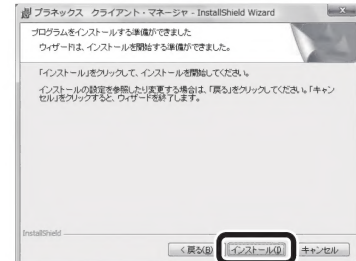 プラネックス クライアント・マネージャ - InstallShield Wizard
プログラムをインストールする準備ができました
ウィザードは、インストールを開始する準備ができました。
「インストール」をクリックして、インストールを開始してください。
インストールの設定を参照したり変更する場合は、「戻る」をクリックしてください。「キャン
セル」をクリックすると、ウィザードを終了します。
InstallShield
< 戻る(B) インストール(I) キャンセル